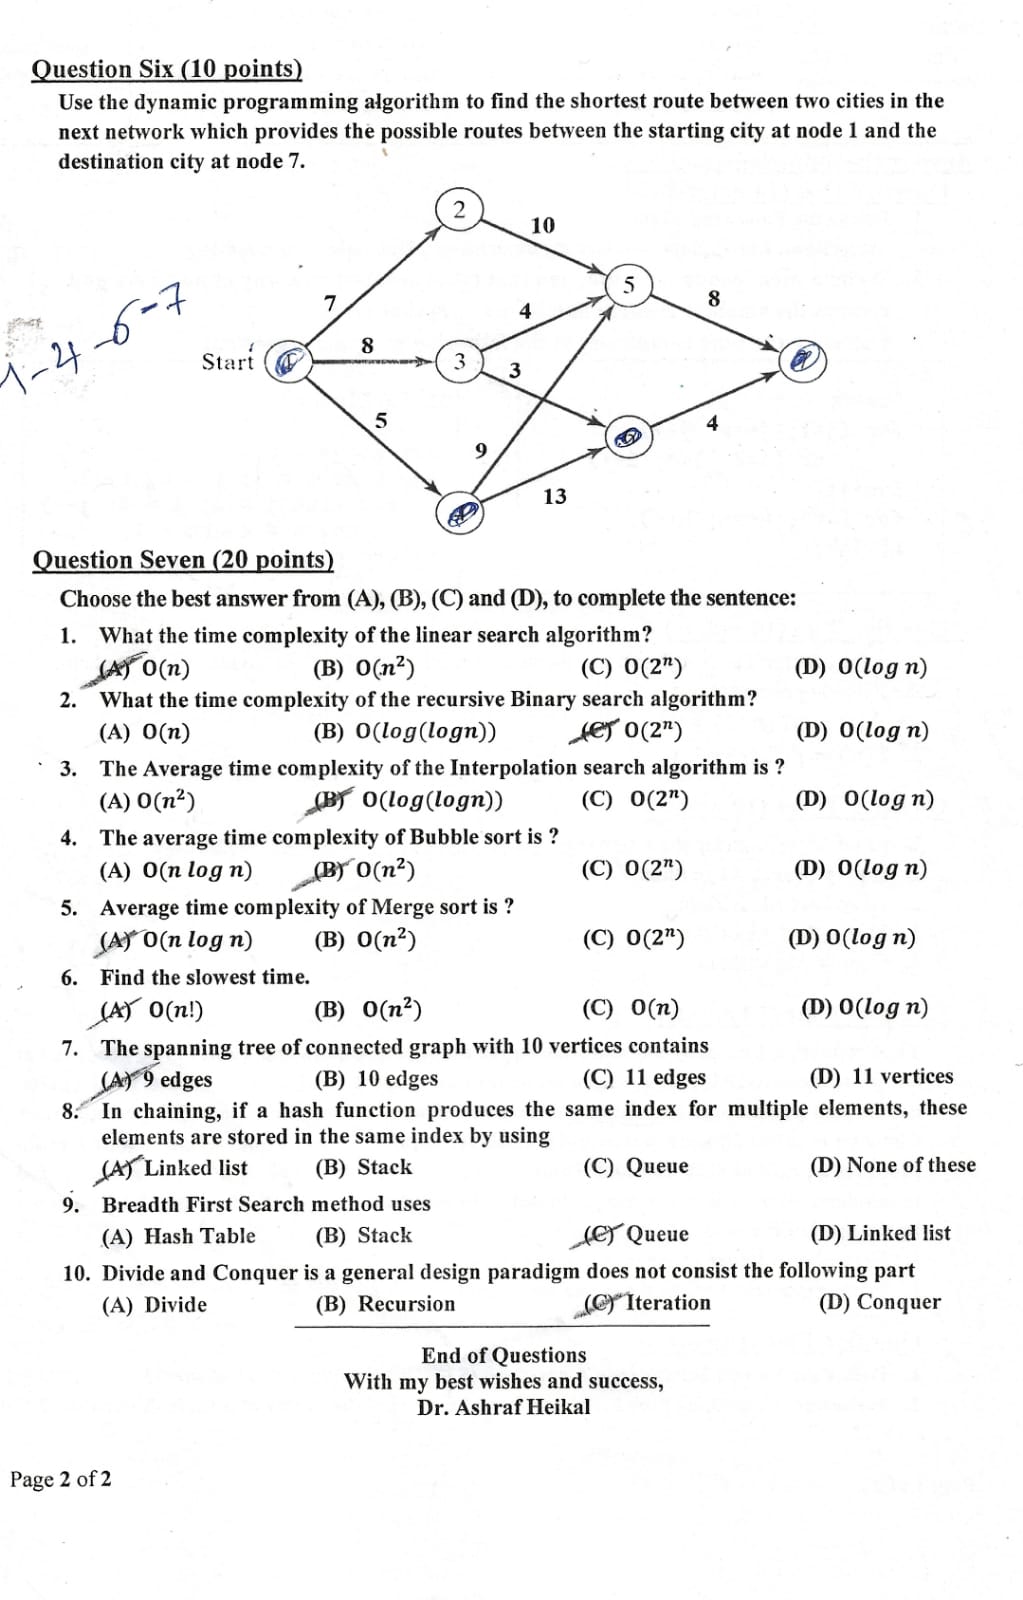 Question Six (10 points)
Use the dynamic programming algorithm to find the shortest route between two cities in the
next network which provides the possible routes between the starting city at node 1 and the
destination city at node 7.
2
10
5
7
4
8
1-4-6-7
8
Start
1
3
3
7
5
4
6
9
13
4
Question Seven (20 points)
Choose the best answer from (A), (B), (C) and (D), to complete the sentence:
1. What the time complexity of the linear search algorithm?
(A) O(n) (B) O(n²) (C) O(2ⁿ) (D) O(log n)
2. What the time complexity of the recursive Binary search algorithm?
(A) O(n) (B) O(log(logn)) (C) O(2ⁿ) (D) O(log n)
3. The Average time complexity of the Interpolation search algorithm is ?
(A) O(n²) (B) O(log(logn)) (C) O(2ⁿ) (D) O(log n)
4. The average time complexity of Bubble sort is ?
(A) O(n log n) (B) O(n²) (C) O(2ⁿ) (D) O(log n)
5. Average time complexity of Merge sort is ?
(A) O(n log n) (B) O(n²) (C) O(2ⁿ) (D) O(log n)
6. Find the slowest time.
(A) O(n!) (B) O(n²) (C) O(n) (D) O(log n)
7. The spanning tree of connected graph with 10 vertices contains
(A) 9 edges (B) 10 edges (C) 11 edges (D) 11 vertices
8. In chaining, if a hash function produces the same index for multiple elements, these
elements are stored in the same index by using
(A) Linked list (B) Stack (C) Queue (D) None of these
9. Breadth First Search method uses
(A) Hash Table (B) Stack (C) Queue (D) Linked list
10. Divide and Conquer is a general design paradigm does not consist the following part
(A) Divide (B) Recursion (C) Iteration (D) Conquer
End of Questions
With my best wishes and success,
Dr. Ashraf Heikal
Page 2 of 2